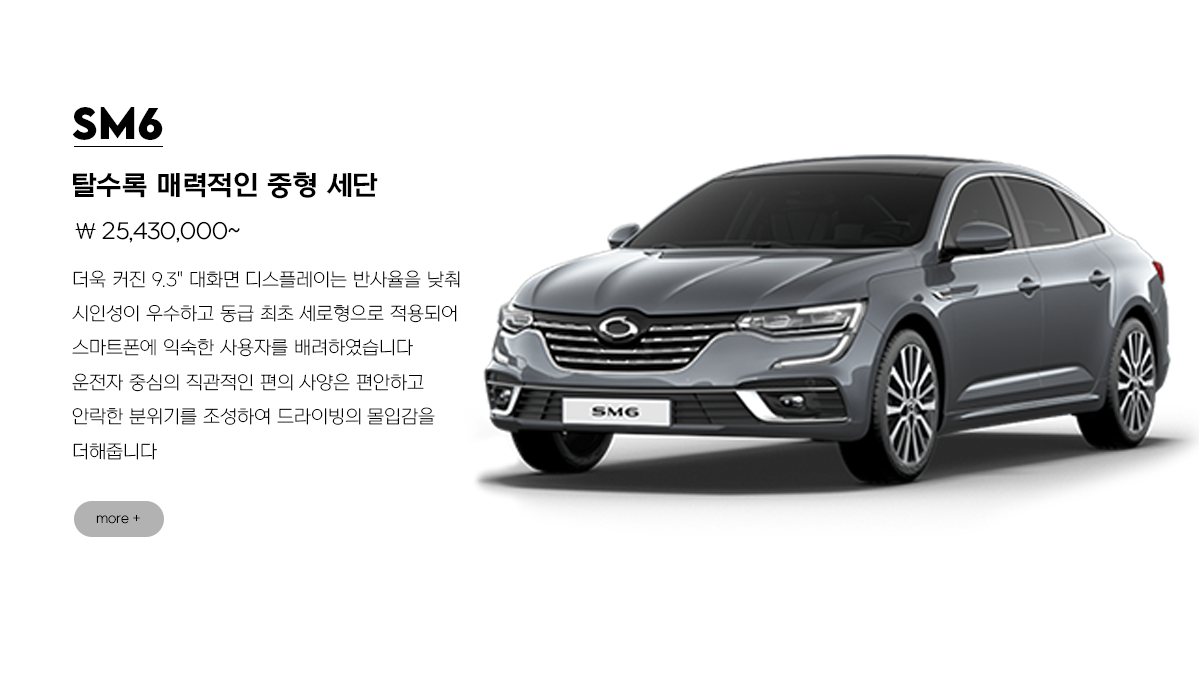 SM6
탈수록 매력적인 중형 세단
₩ 25,430,000~
더욱 커진 9.3" 대화면 디스플레이는 반사율을 낮춰
시인성이 우수하고 동급 최초 세로형으로 적용되어
스마트폰에 익숙한 사용자를 배려하였습니다
운전자 중심의 직관적인 편의 사양은 편안하고
안락한 분위기를 조성하여 드라이빙의 몰입감을
더해줍니다
more +
SM6